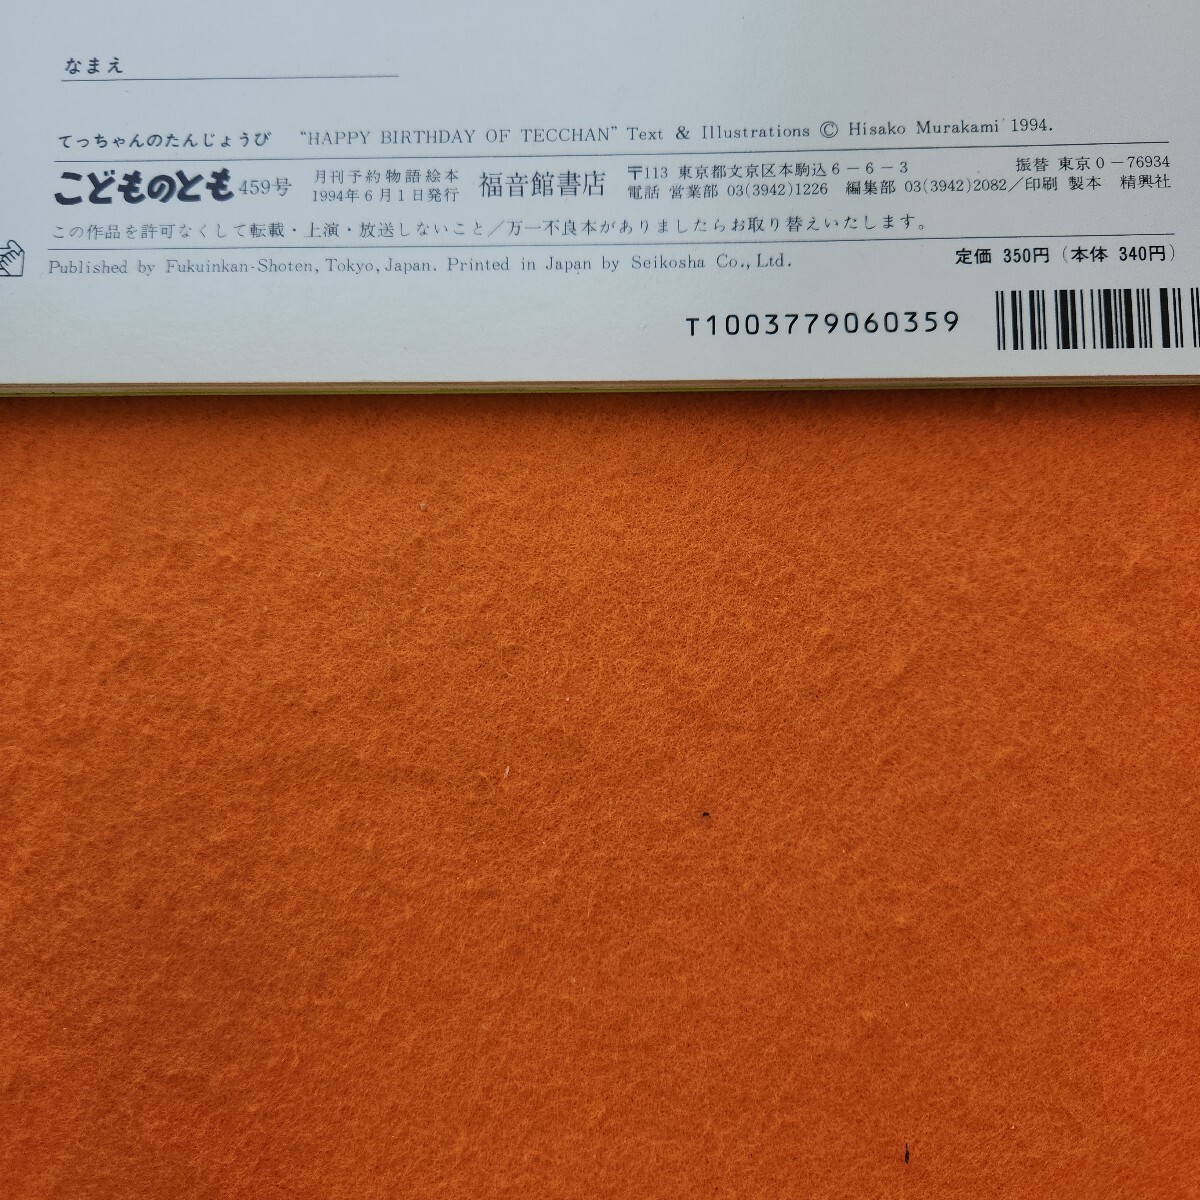 なまえ
てっちゃんのたんじょうび "HAPPY BIRTHDAY OF TECCHAN" Text & Illustrations © Hisako Murakami 1994.
こどものとも 459号 月刊予約物語絵本 福音館書店 〒113 東京都文京区本駒込6-6-3 振替 東京0-76934
1994年6月1日発行 電話 営業部 03(3942)1226 編集部 03(3942)2082/印刷 製本 精興社
この作品を許可なくして転載・上演・放送しないこと/万一不良本がありましたらお取り替えいたします。
Published by Fukuinkan-Shoten, Tokyo, Japan. Printed in Japan by Seikosha Co., Ltd. 定価 350円 (本体 340円)
T1003779060359